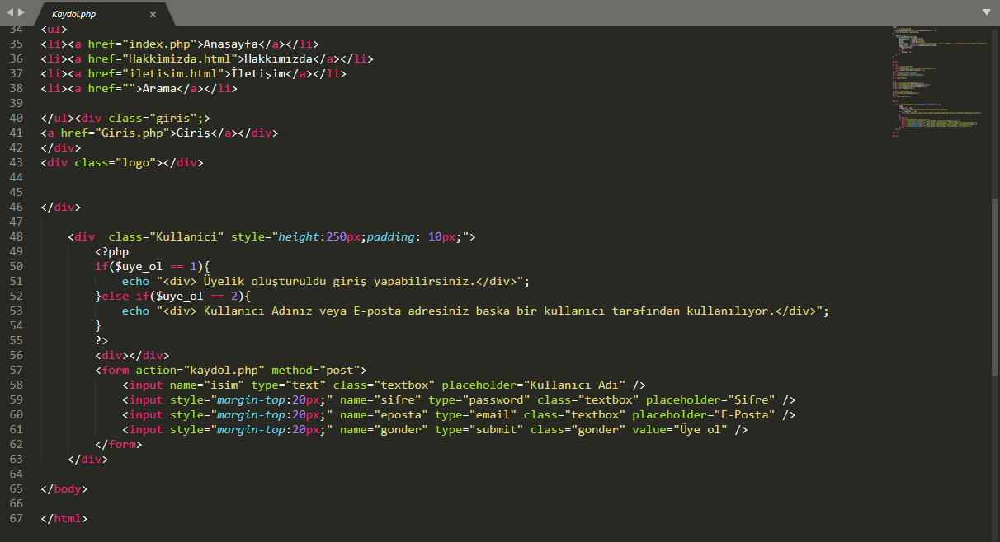 Kaydol.php ×
34 <ul>
35 <li><a href="index.php">Anasayfa</a></li>
36 <li><a href="Hakkimizda.html">Hakkımızda</a></li>
37 <li><a href="iletisim.html">İletişim</a></li>
38 <li><a href="">Arama</a></li>
39
40 </ul><div class="giris";>
41 <a href="Giris.php">Giriş</a></div>
42 </div>
43 <div class="logo"></div>
44
45
46 </div>
47
48     <div  class="Kullanici" style="height:250px;padding: 10px;">
49         <?php
50         if($uye_ol == 1){
51             echo "<div> Üyelik oluşturuldu giriş yapabilirsiniz.</div>";
52         }else if($uye_ol == 2){
53             echo "<div> Kullanıcı Adınız veya E-posta adresiniz başka bir kullanıcı tarafından kullanılıyor.</div>";
54         }
55         ?>
56         <div></div>
57         <form action="kaydol.php" method="post">
58             <input name="isim" type="text" class="textbox" placeholder="Kullanıcı Adı" />
59             <input style="margin-top:20px;" name="sifre" type="password" class="textbox" placeholder="Şifre" />
60             <input style="margin-top:20px;" name="eposta" type="email" class="textbox" placeholder="E-Posta" />
61             <input style="margin-top:20px;" name="gonder" type="submit" class="gonder" value="Üye ol" />
62         </form>
63     </div>
64
65 </body>
66
67 </html>